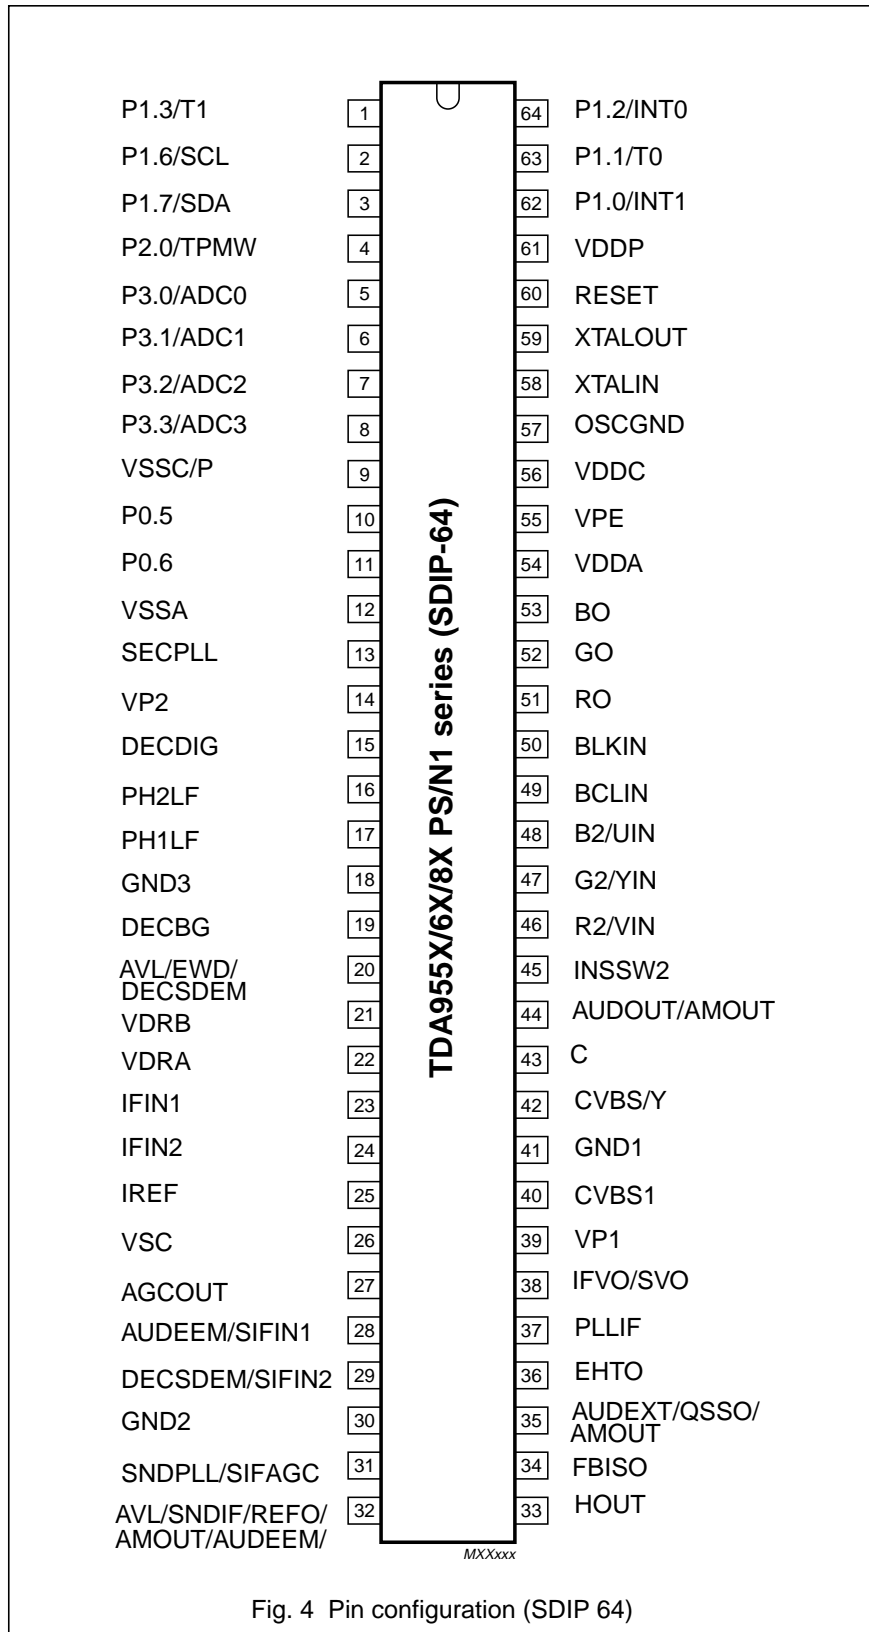 P1.3/T1 1 64 P1.2/INT0
P1.6/SCL 2 63 P1.1/T0
P1.7/SDA 3 62 P1.0/INT1
P2.0/TPMW 4 61 VDDP
P3.0/ADC0 5 60 RESET
P3.1/ADC1 6 59 XTALOUT
P3.2/ADC2 7 58 XTALIN
P3.3/ADC3 8 57 OSCGND
VSSC/P 9 56 VDDC
P0.5 10 55 VPE
P0.6 11 54 VDDA
VSSA 12 53 BO
SECPLL 13 52 GO
VP2 14 51 RO
DECDIG 15 50 BLKIN
PH2LF 16 49 BCLIN
PH1LF 17 48 B2/UIN
GND3 18 47 G2/YIN
DECBG 19 46 R2/VIN
AVL/EWD/ 20 45 INSSW2
DECSDEM
VDRB 21 44 AUDOUT/AMOUT
VDRA 22 43 C
IFIN1 23 42 CVBS/Y
IFIN2 24 41 GND1
IREF 25 40 CVBS1
VSC 26 39 VP1
AGCOUT 27 38 IFVO/SVO
AUDEEM/SIFIN1 28 37 PLLIF
DECSDEM/SIFIN2 29 36 EHTO
GND2 30 35 AUDEXT/QSSO/
AMOUT
SNDPLL/SIFAGC 31 34 FBISO
AVL/SNDIF/REFO/ 32 33 HOUT
AMOUT/AUDEEM/
TDA955X/6X/8X PS/N1 series (SDIP-64)
MXXxxx
Fig. 4 Pin configuration (SDIP 64)